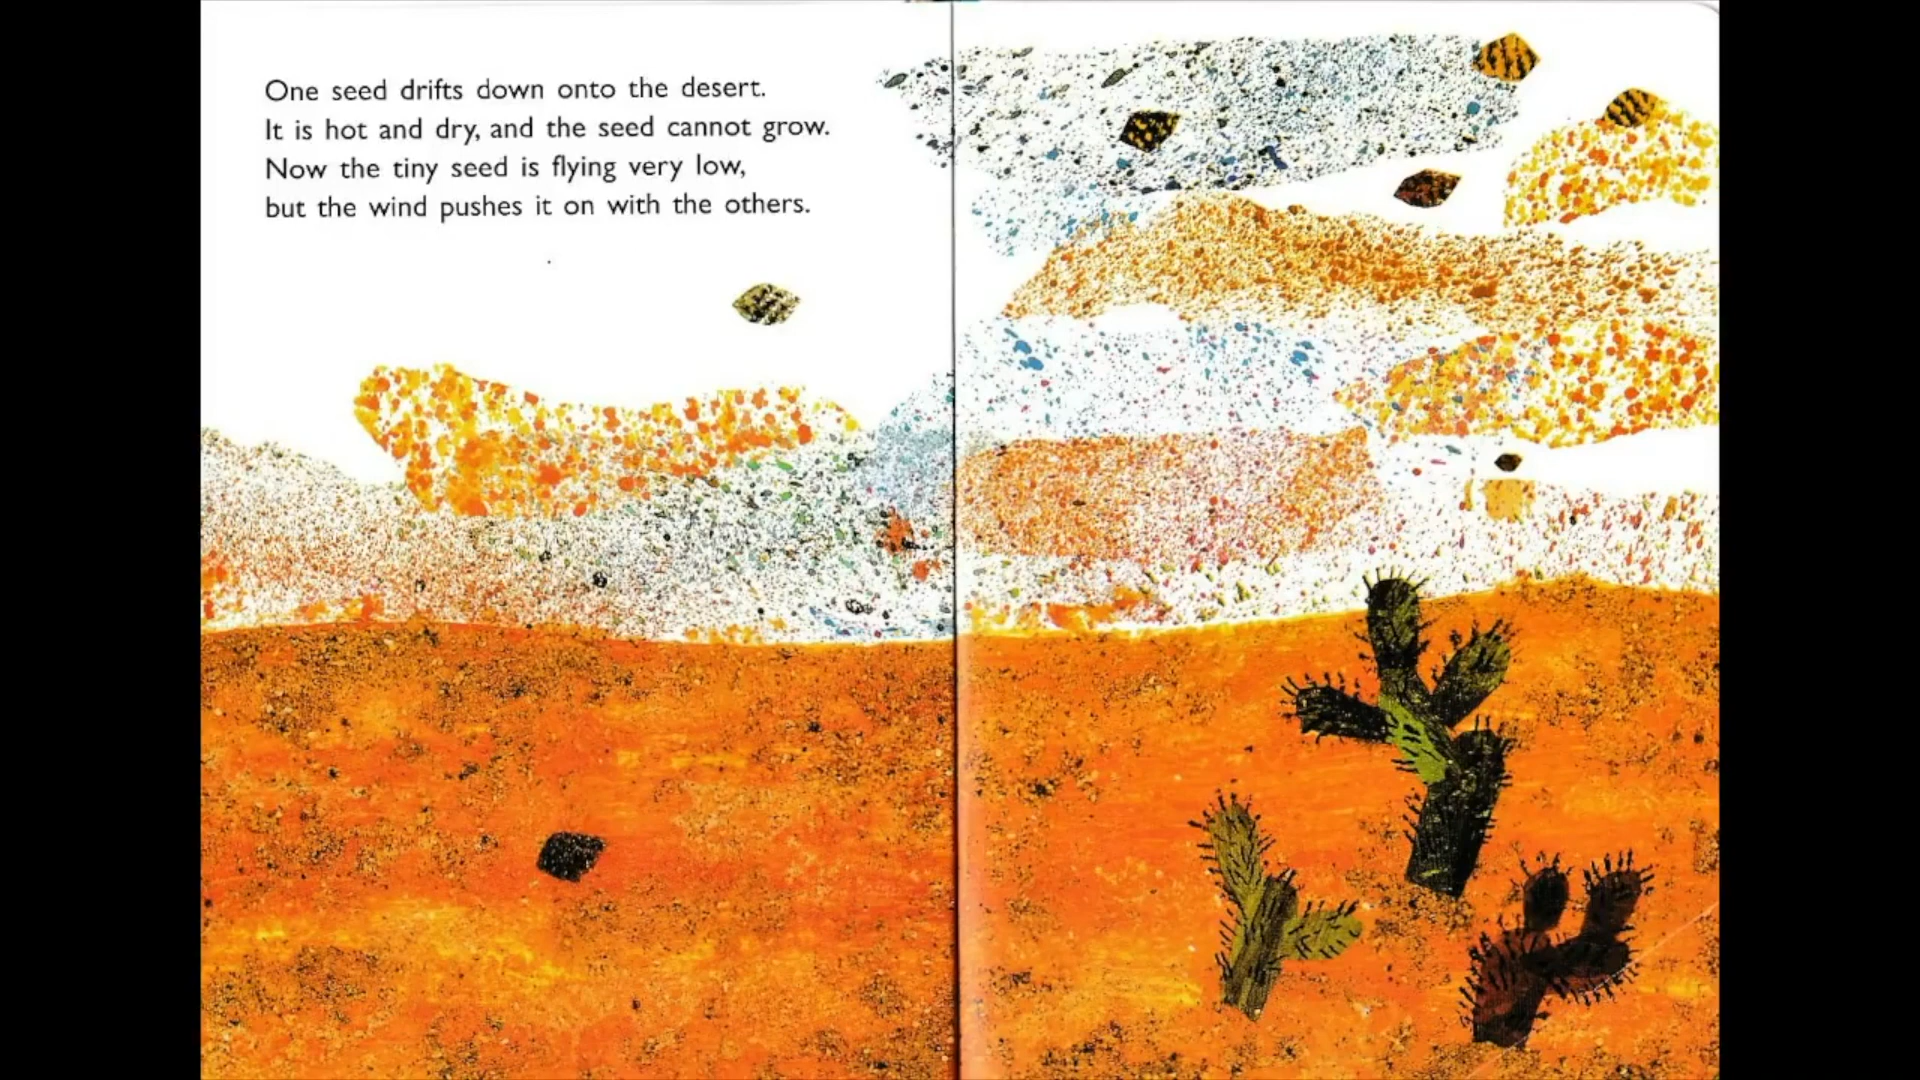 One seed drifts down onto the desert.
It is hot and dry, and the seed cannot grow.
Now the tiny seed is flying very low,
but the wind pushes it on with the others.